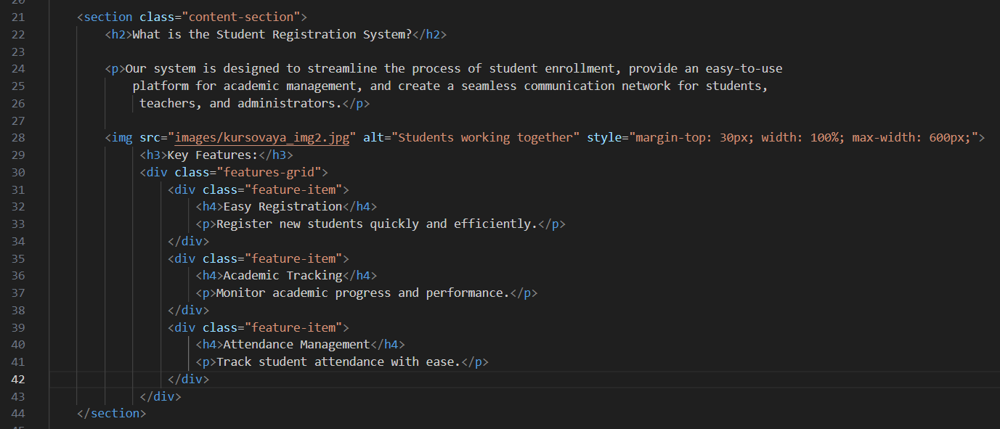 21 <section class="content-section">
22 <h2>What is the Student Registration System?</h2>
23
24 <p>Our system is designed to streamline the process of student enrollment, provide an easy-to-use
25 platform for academic management, and create a seamless communication network for students,
26 teachers, and administrators.</p>
27
28 <img src="images/kursovaya_img2.jpg" alt="Students working together" style="margin-top: 30px; width: 100%; max-width: 600px;">
29 <h3>Key Features:</h3>
30 <div class="features-grid">
31 <div class="feature-item">
32 <h4>Easy Registration</h4>
33 <p>Register new students quickly and efficiently.</p>
34 </div>
35 <div class="feature-item">
36 <h4>Academic Tracking</h4>
37 <p>Monitor academic progress and performance.</p>
38 </div>
39 <div class="feature-item">
40 <h4>Attendance Management</h4>
41 <p>Track student attendance with ease.</p>
42 </div>
43 </div>
44 </section>